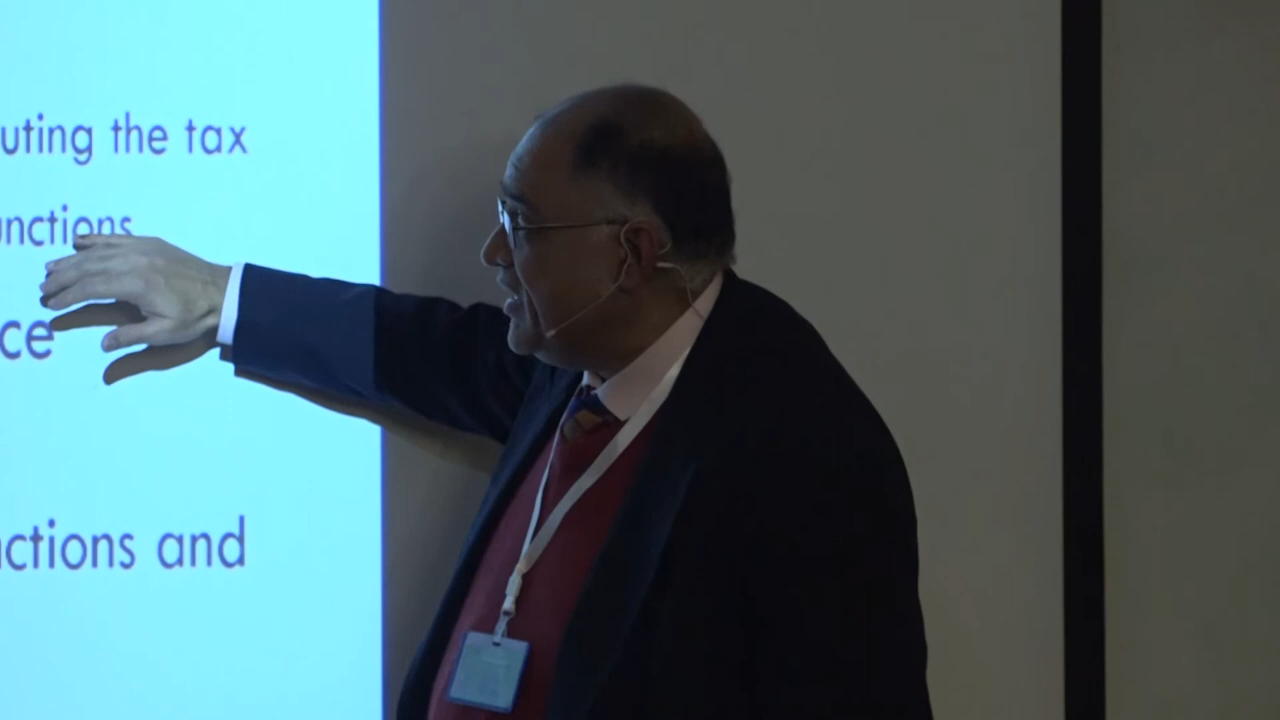 uting the tax
unctions
ce
nctions and